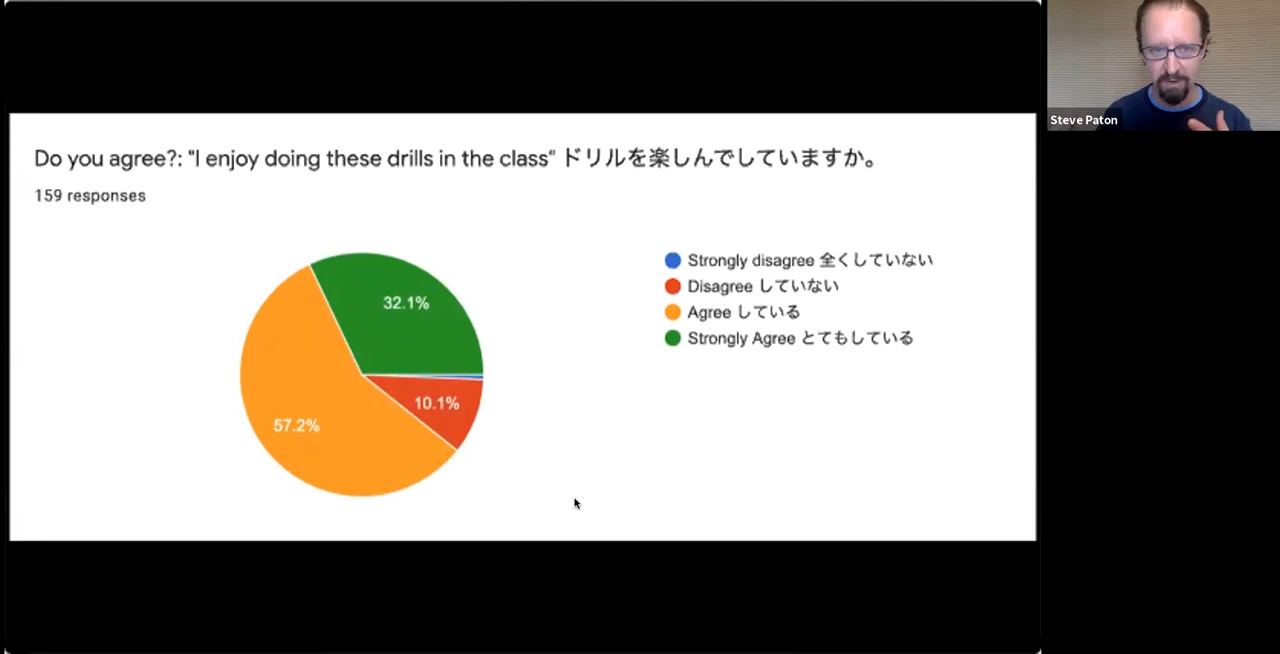 Do you agree?: "I enjoy doing these drills in the class" ドリルを楽しんでしていますか。
159 responses
32.1%
10.1%
57.2%
Strongly disagree 全くしていない
Disagree していない
Agree している
Strongly Agree とてもしている
Steve Paton